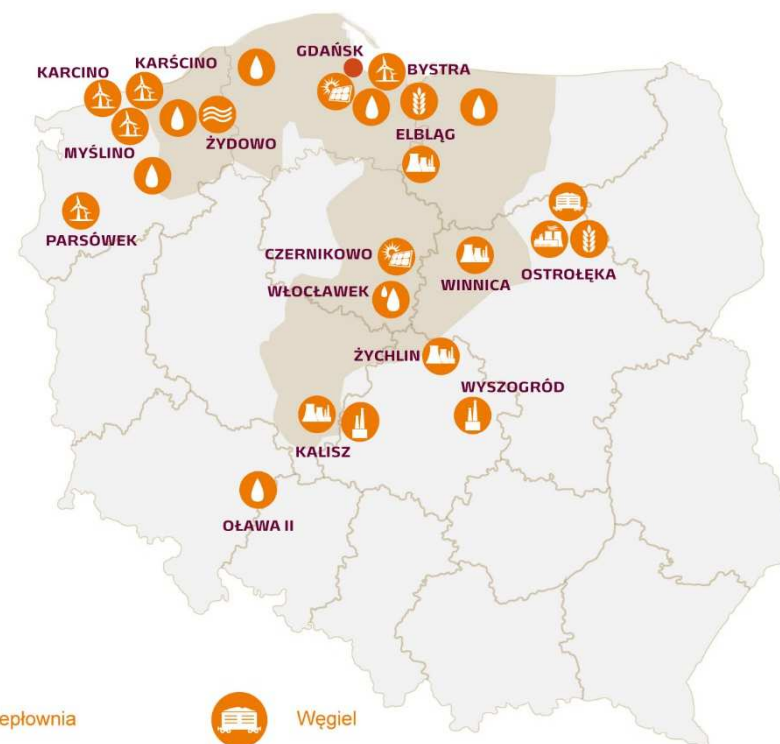 GDAŃSK
KARŚCINO
KARCINO
BYSTRA
ELBLĄG
ŻYDOWO
MYŚLINO
PARSÓWEK
CZERNIKOWO
WINNICA
OSTROŁĘKA
WŁOCŁAWEK
ŻYCHLIN
WYSZOGRÓD
KALISZ
OŁAWA II
epłownia
Węgiel